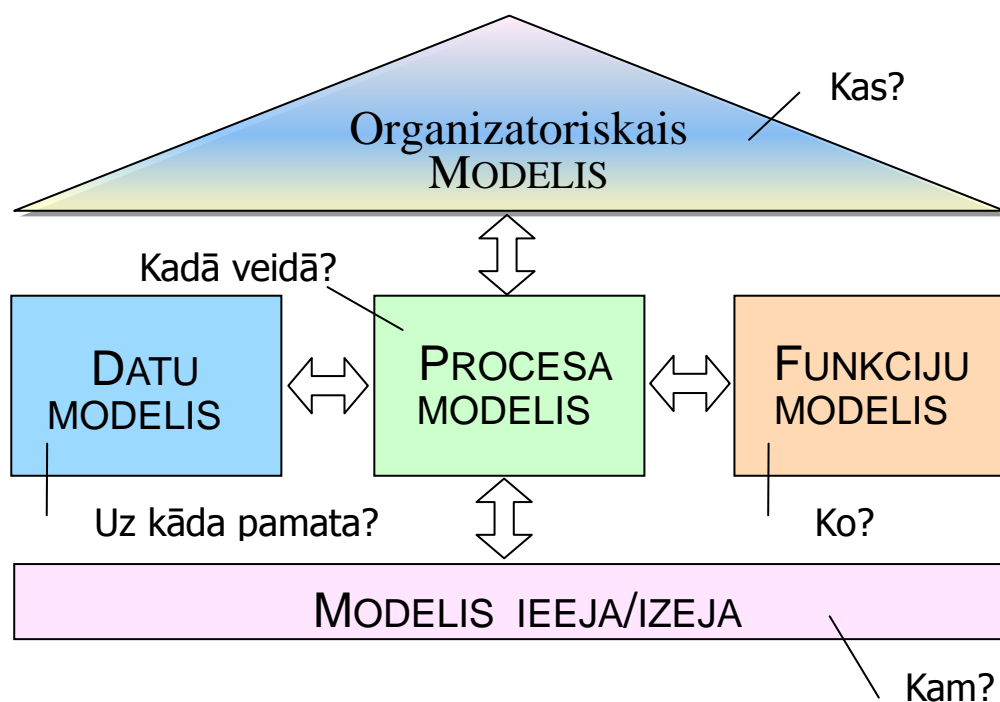 Kas?
Organizatoriskais
MODELIS
Kadā veidā?
DATU
MODELIS
PROCESA
MODELIS
FUNKCIJU
MODELIS
Uz kāda pamata?
Ko?
MODELIS IEEJA/IZEJA
Kam?